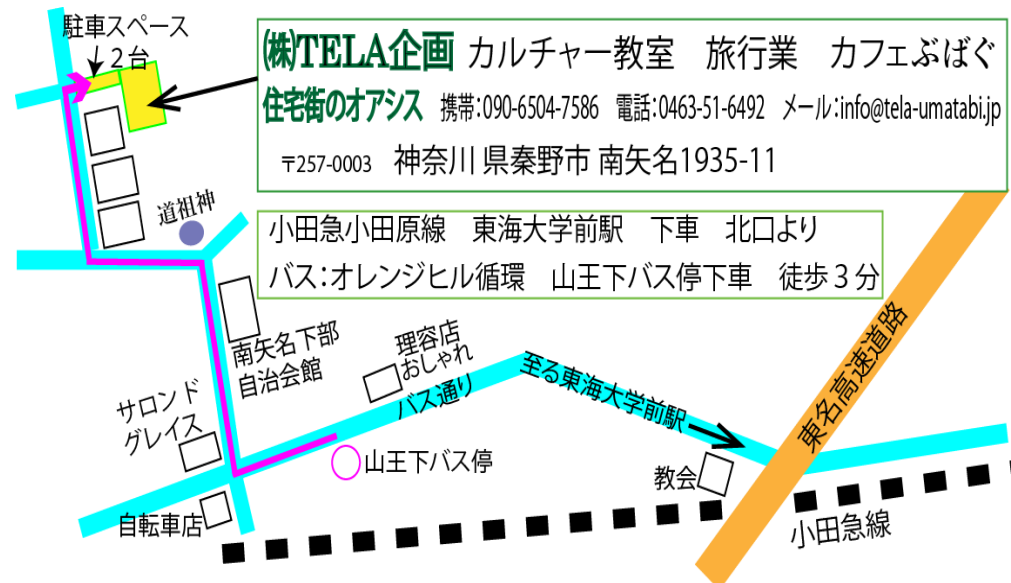 駐車スペース
2台
㈱TELA企画 カルチャー教室 旅行業 カフェぶばぐ
住宅街のオアシス 携帯:090-6504-7586 電話:0463-51-6492 メール:info@tela-umatabi.jp
〒257-0003 神奈川県秦野市 南矢名1935-11
道祖神
小田急小田原線 東海大学前駅 下車 北口より
バス:オレンジヒル循環 山王下バス停下車 徒歩3分
南矢名下部
自治会館
理容店
おしゃれ
バス通り
至る東海大学前駅
東名高速道路
サロンド
グレイス
山王下バス停
教会
自転車店
小田急線